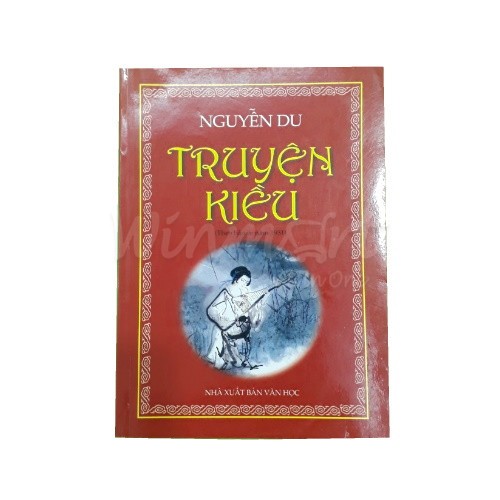 NGUYỄN DU
TRUYỆN
KIỀU
NHÀ XUẤT BẢN VĂN HỌC